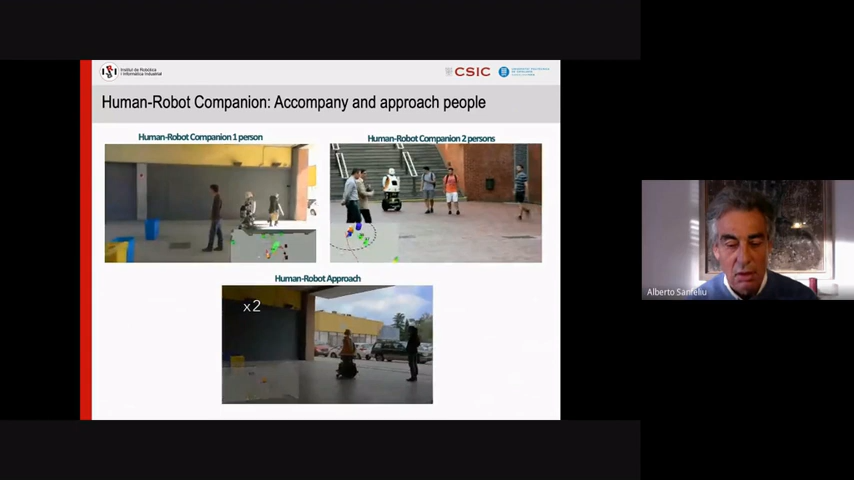 Institut de Robòtica
i Informàtica Industrial
CSIC
Human-Robot Companion: Accompany and approach people
Human-Robot Companion 1 person
Human-Robot Companion 2 persons
Human-Robot Approach
x2
Alberto Sanfeliu